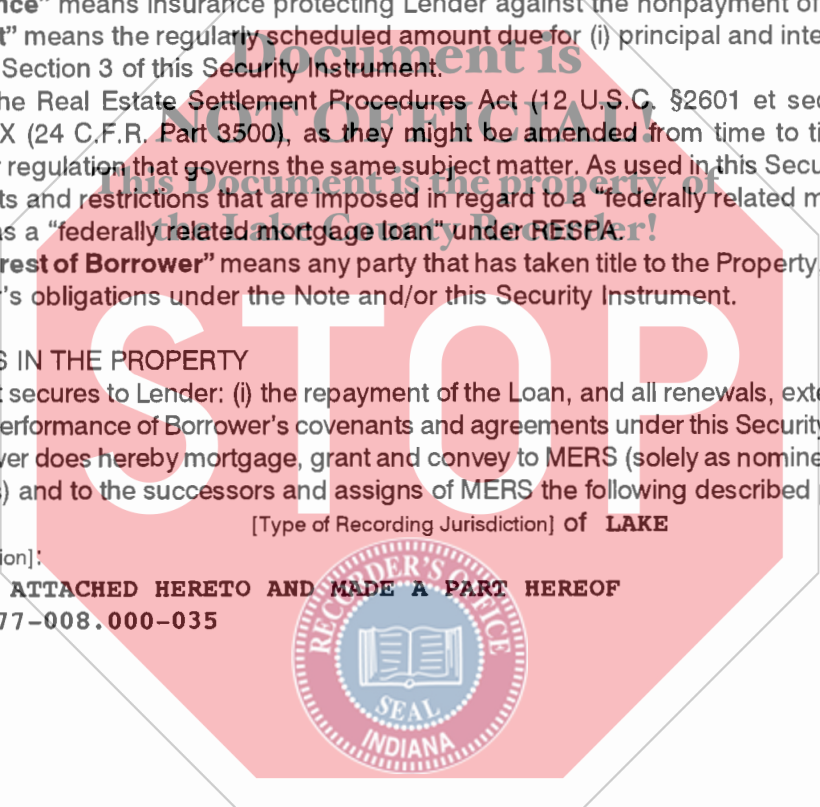 nce" means insurance protecting Lender against the nonpayment of
t" means the regularly scheduled amount due for (i) principal and inte
Section 3 of this Security Instrument.
he Real Estate Settlement Procedures Act (12 U.S.C. §2601 et sec
X (24 C.F.R. Part 3500), as they might be amended from time to ti
r regulation that governs the same subject matter. As used in this Secu
ts and restrictions that are imposed in regard to a "federally related m
s a "federally related mortgage loan" under RESPA.
rest of Borrower" means any party that has taken title to the Property,
r's obligations under the Note and/or this Security Instrument.
Document is
NOT OFFICIAL!
This Document is the property of
the Lake County Recorder!
STOP
S IN THE PROPERTY
t secures to Lender: (i) the repayment of the Loan, and all renewals, exte
erformance of Borrower's covenants and agreements under this Security
ver does hereby mortgage, grant and convey to MERS (solely as nomine
s) and to the successors and assigns of MERS the following described
[Type of Recording Jurisdiction] of LAKE
ion]:
ATTACHED HERETO AND MADE A PART HEREOF
77-008.000-035
RECORDER'S OFFICE
SEAL
INDIANA